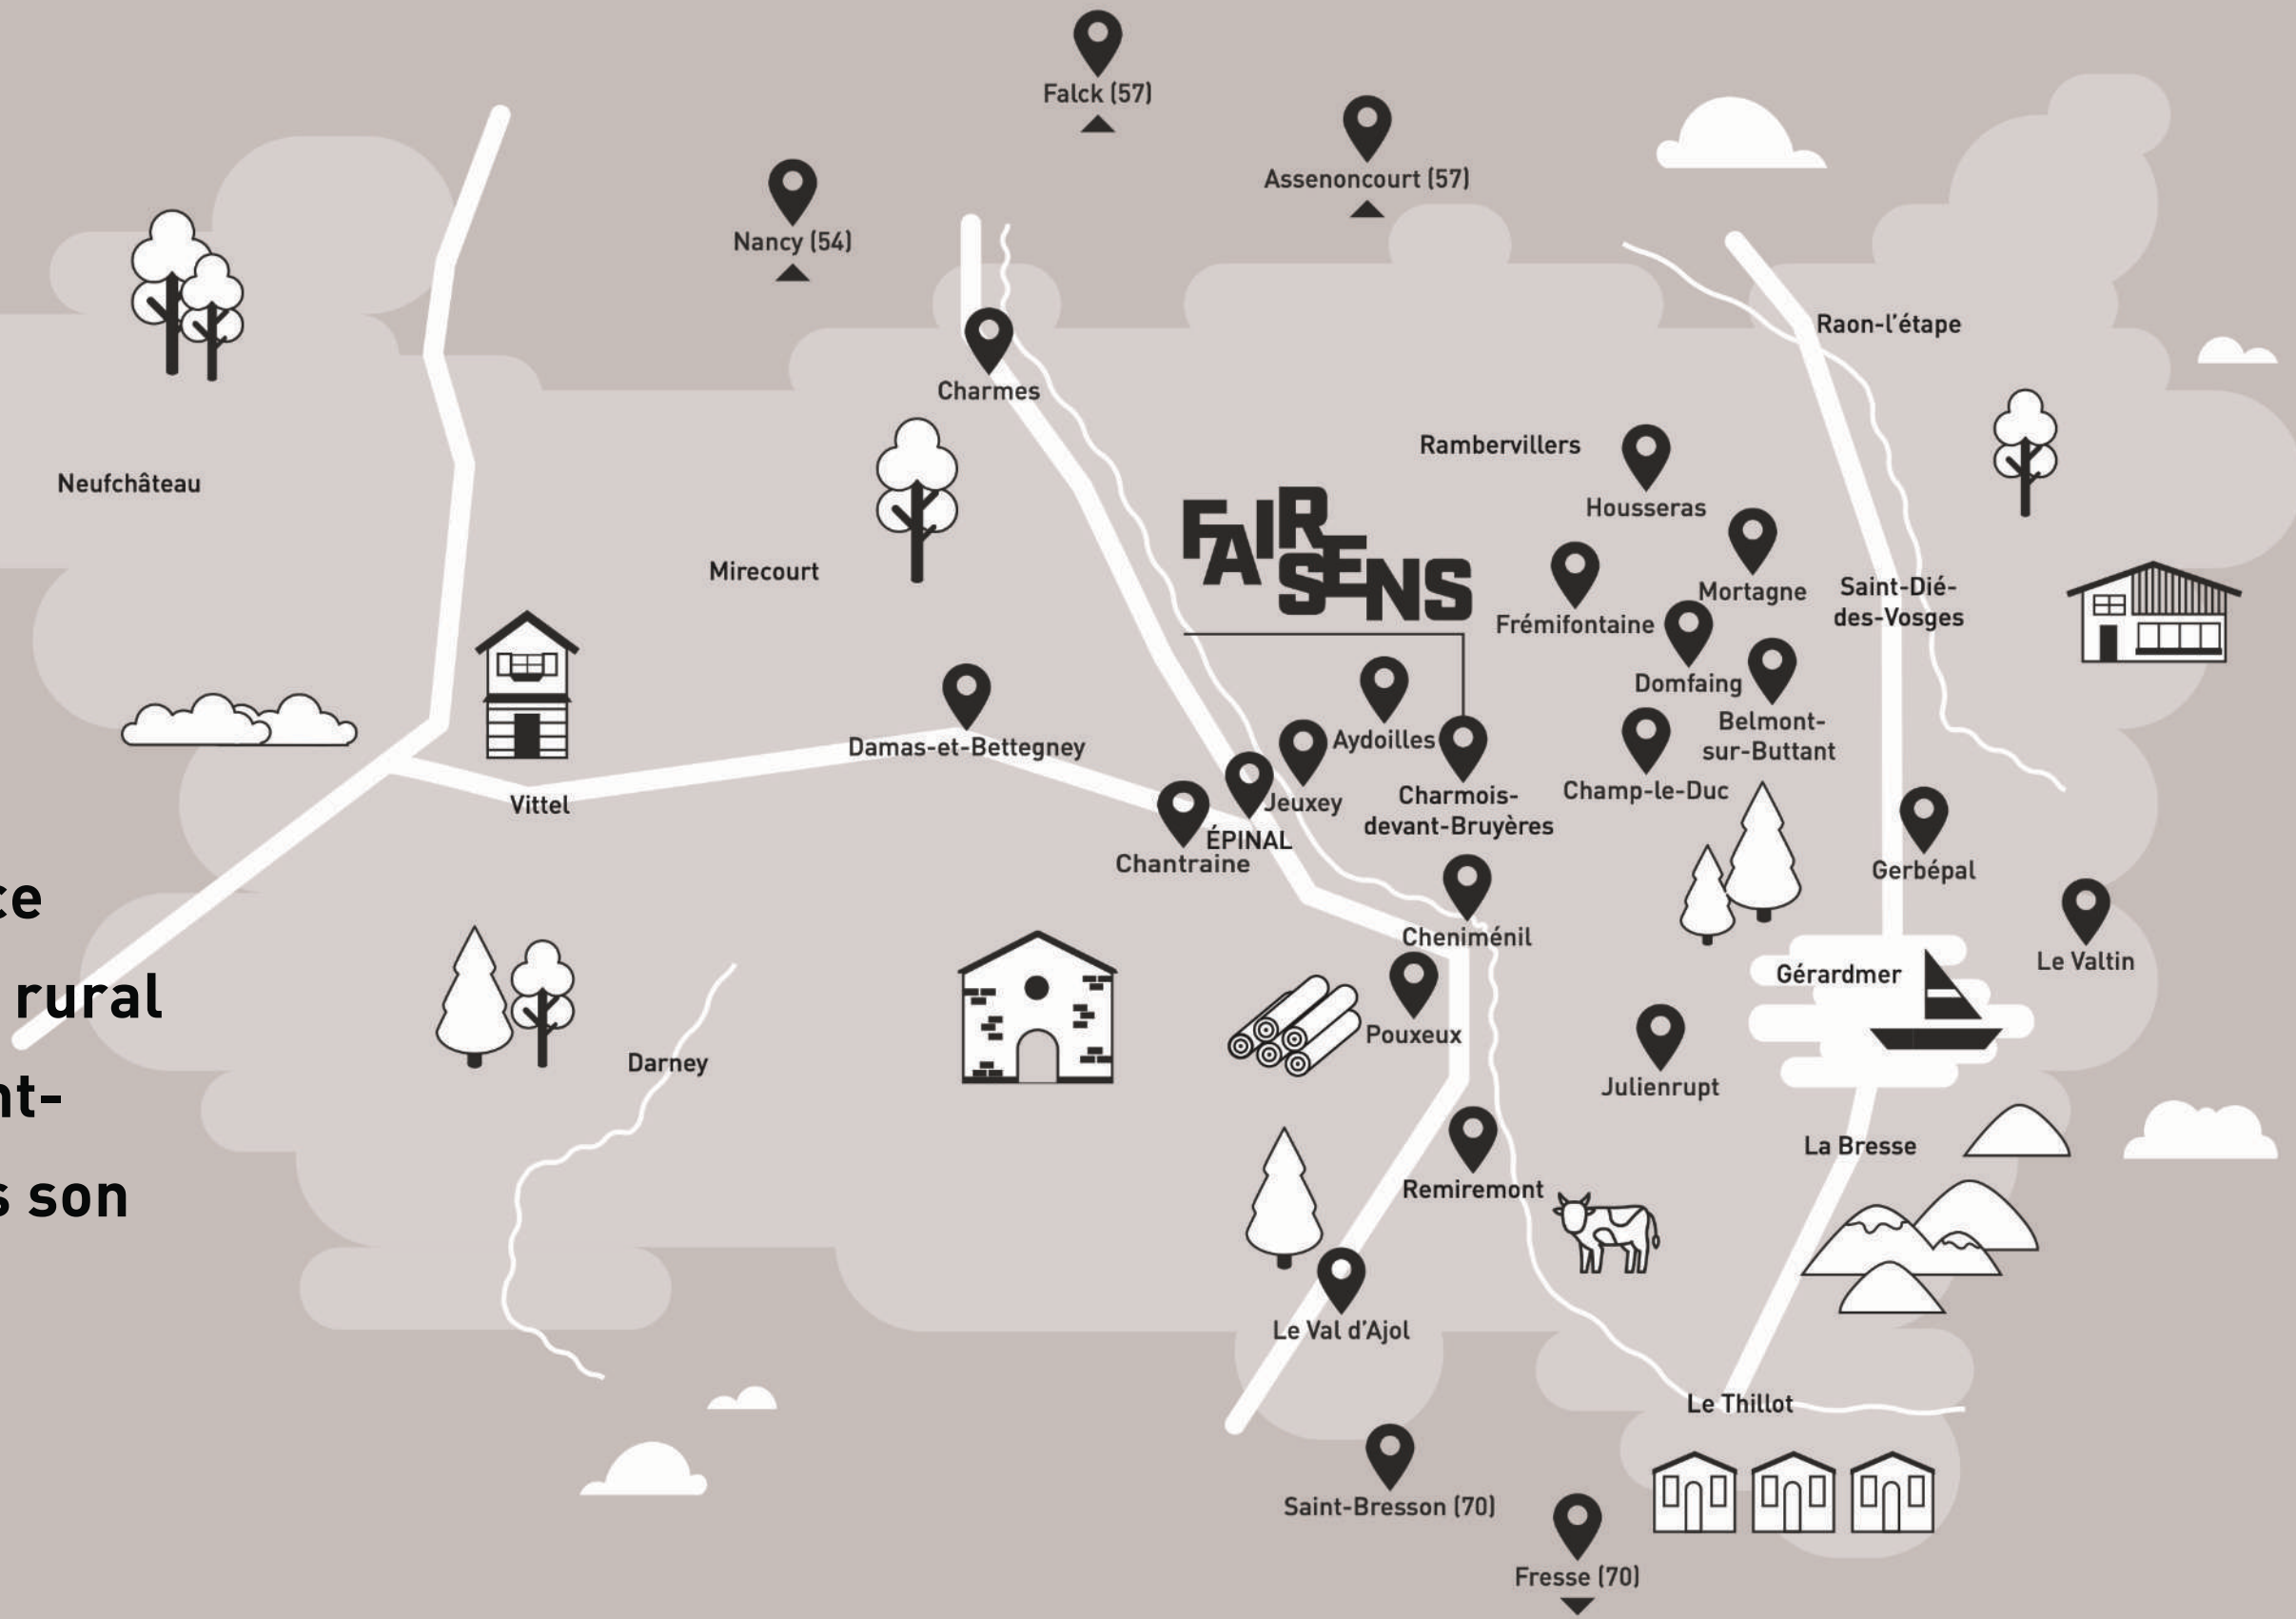 Falck (57)
Assenoncourt (57)
Nancy (54)
Raon-l'étape
Charmes
Rambervillers
Neufchâteau
Housseras
FAIR
SENS
Mirecourt
Mortagne
Saint-Dié-
des-Vosges
Frémifontaine
Domfaing
Belmont-
sur-Buttant
Aydoilles
Damas-et-Bettegney
Champ-le-Duc
Charmois-
devant-Bruyères
Jeuxey
Vittel
ÉPINAL
Chantraine
Gerbépal
ce
rural
nt-
s son
Cheniménil
Le Valtin
Gérardmer
Pouxeux
Darney
Julienrupt
La Bresse
Remiremont
Le Val d'Ajol
Le Thillot
Saint-Bresson (70)
Fresse (70)